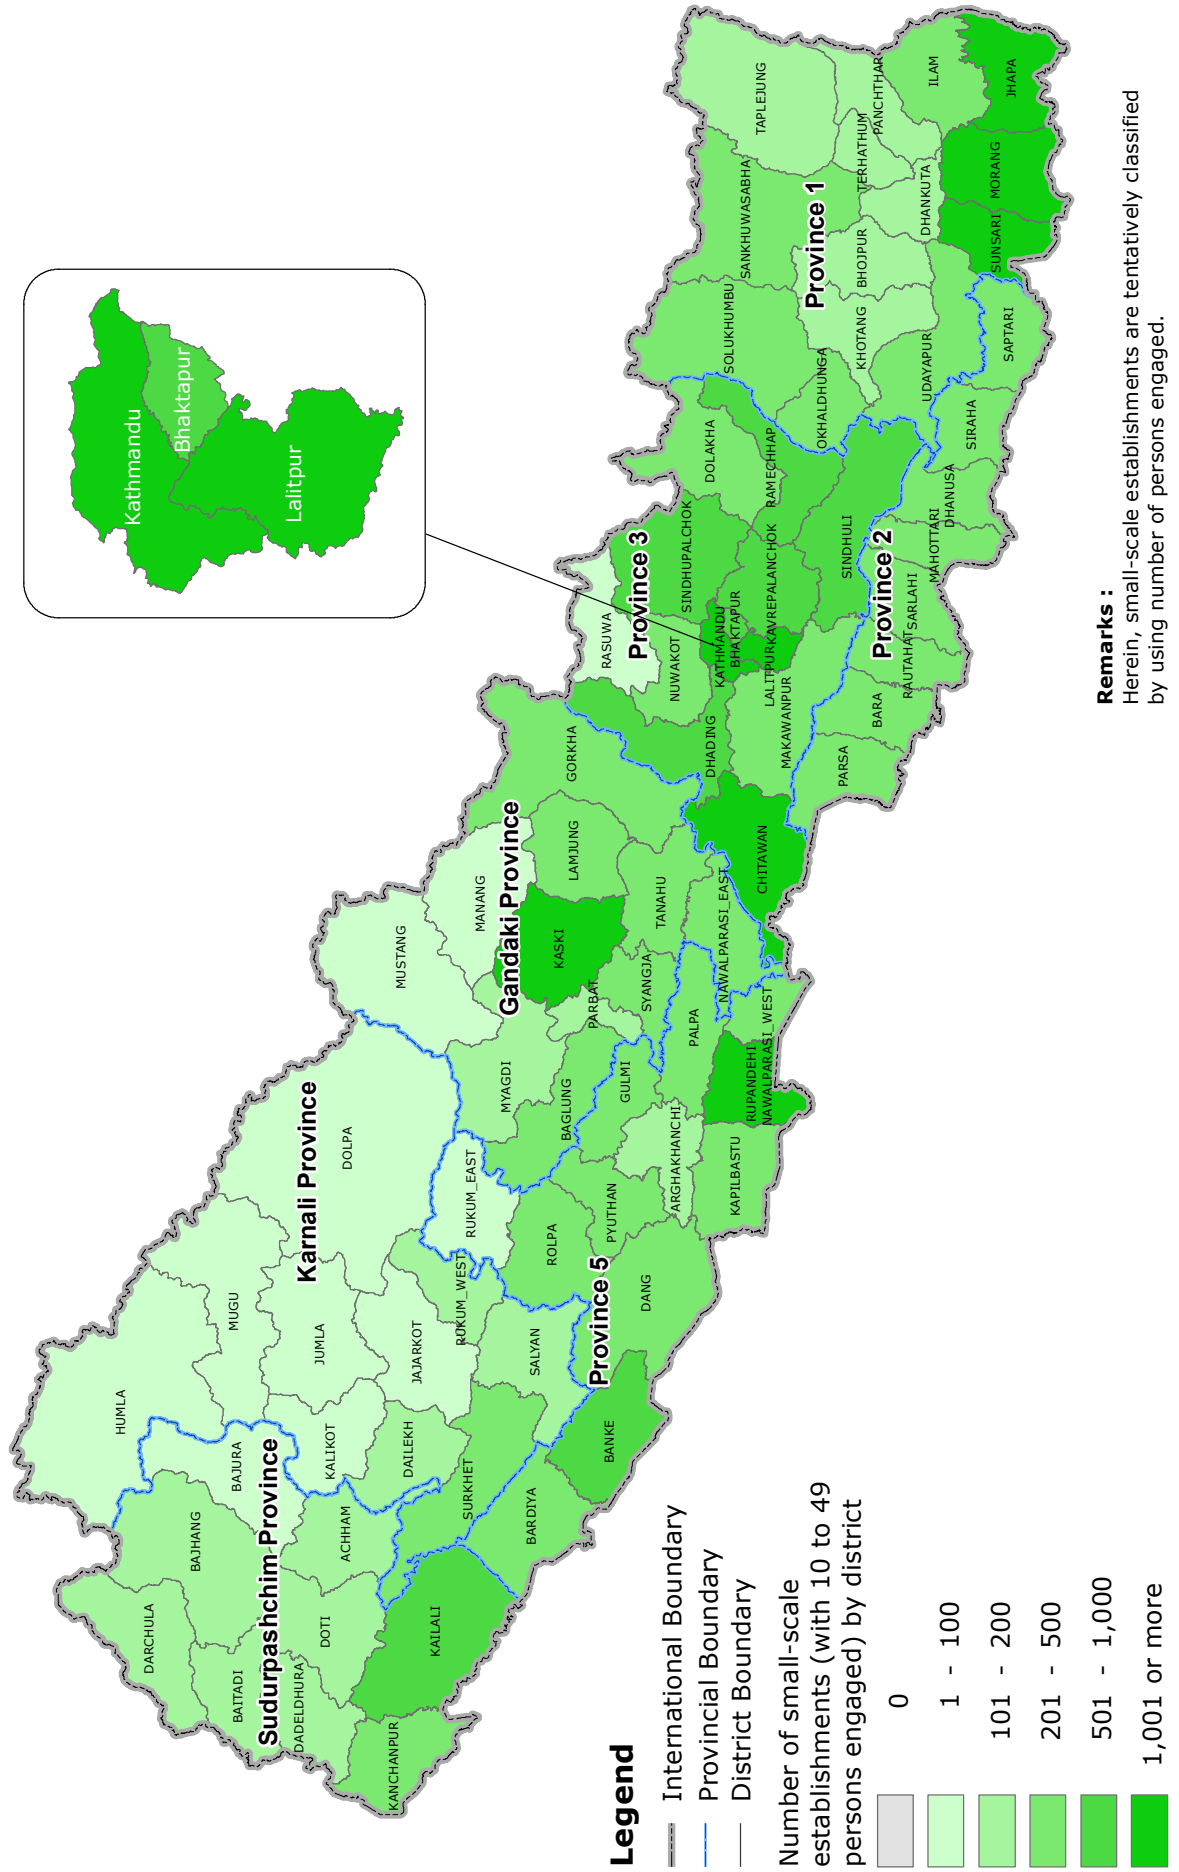 Kathmandu
Bhaktapur
Lalitpur
HUMLA
DARCHULA
BAJHANG
BAJURA
MUGU
BAITADI
Sudurpashchim Province
DADELDHURA
DOTI
ACHHAM
KALIKOT
JUMLA
Karnali Province
DOLPA
KANCHANPUR
KAILALI
DAILEKH
JAJARKOT
SURKHET
RUKUM_WEST
RUKUM_EAST
BARDIYA
SALYAN
ROLPA
BANKE
Province 5
DANG
PYUTHAN
MUSTANG
MANANG
Gandaki Province
MYAGDI
KASKI
LAMJUNG
GORKHA
BAGLUNG
PARBAT
GULMI
SYANGJA
TANAHU
ARGHAKHANCHI
PALPA
NAWALPARASI_EAST
KAPILBASTU
RUPANDEHI
NAWALPARASI_WEST
CHITAWAN
RASUWA
Province 3
NUWAKOT
SINDHUPALCHOK
DOLAKHA
DHADING
KATHMANDU
BHAKTAPUR
LALITPUR
KAVREPALANCHOK
RAMECHHAP
MAKAWANPUR
SINDHULI
PARSA
BARA
Province 2
RAUTAHAT
SARLAHI
MAHOTTARI
DHANUSA
SIRAHA
SAPTARI
SOLUKHUMBU
SANKHUWASABHA
TAPLEJUNG
Province 1
OKHALDHUNGA
KHOTANG
BHOJPUR
TERHATHUM
PANCHTHAR
UDAYAPUR
DHANKUTA
ILAM
SUNSARI
MORANG
JHAPA
Legend
International Boundary
Provincial Boundary
District Boundary
Number of small-scale
establishments (with 10 to 49
persons engaged) by district
0
1 - 100
101 - 200
201 - 500
501 - 1,000
1,001 or more
Remarks :
Herein, small-scale establishments are tentatively classified
by using number of persons engaged.